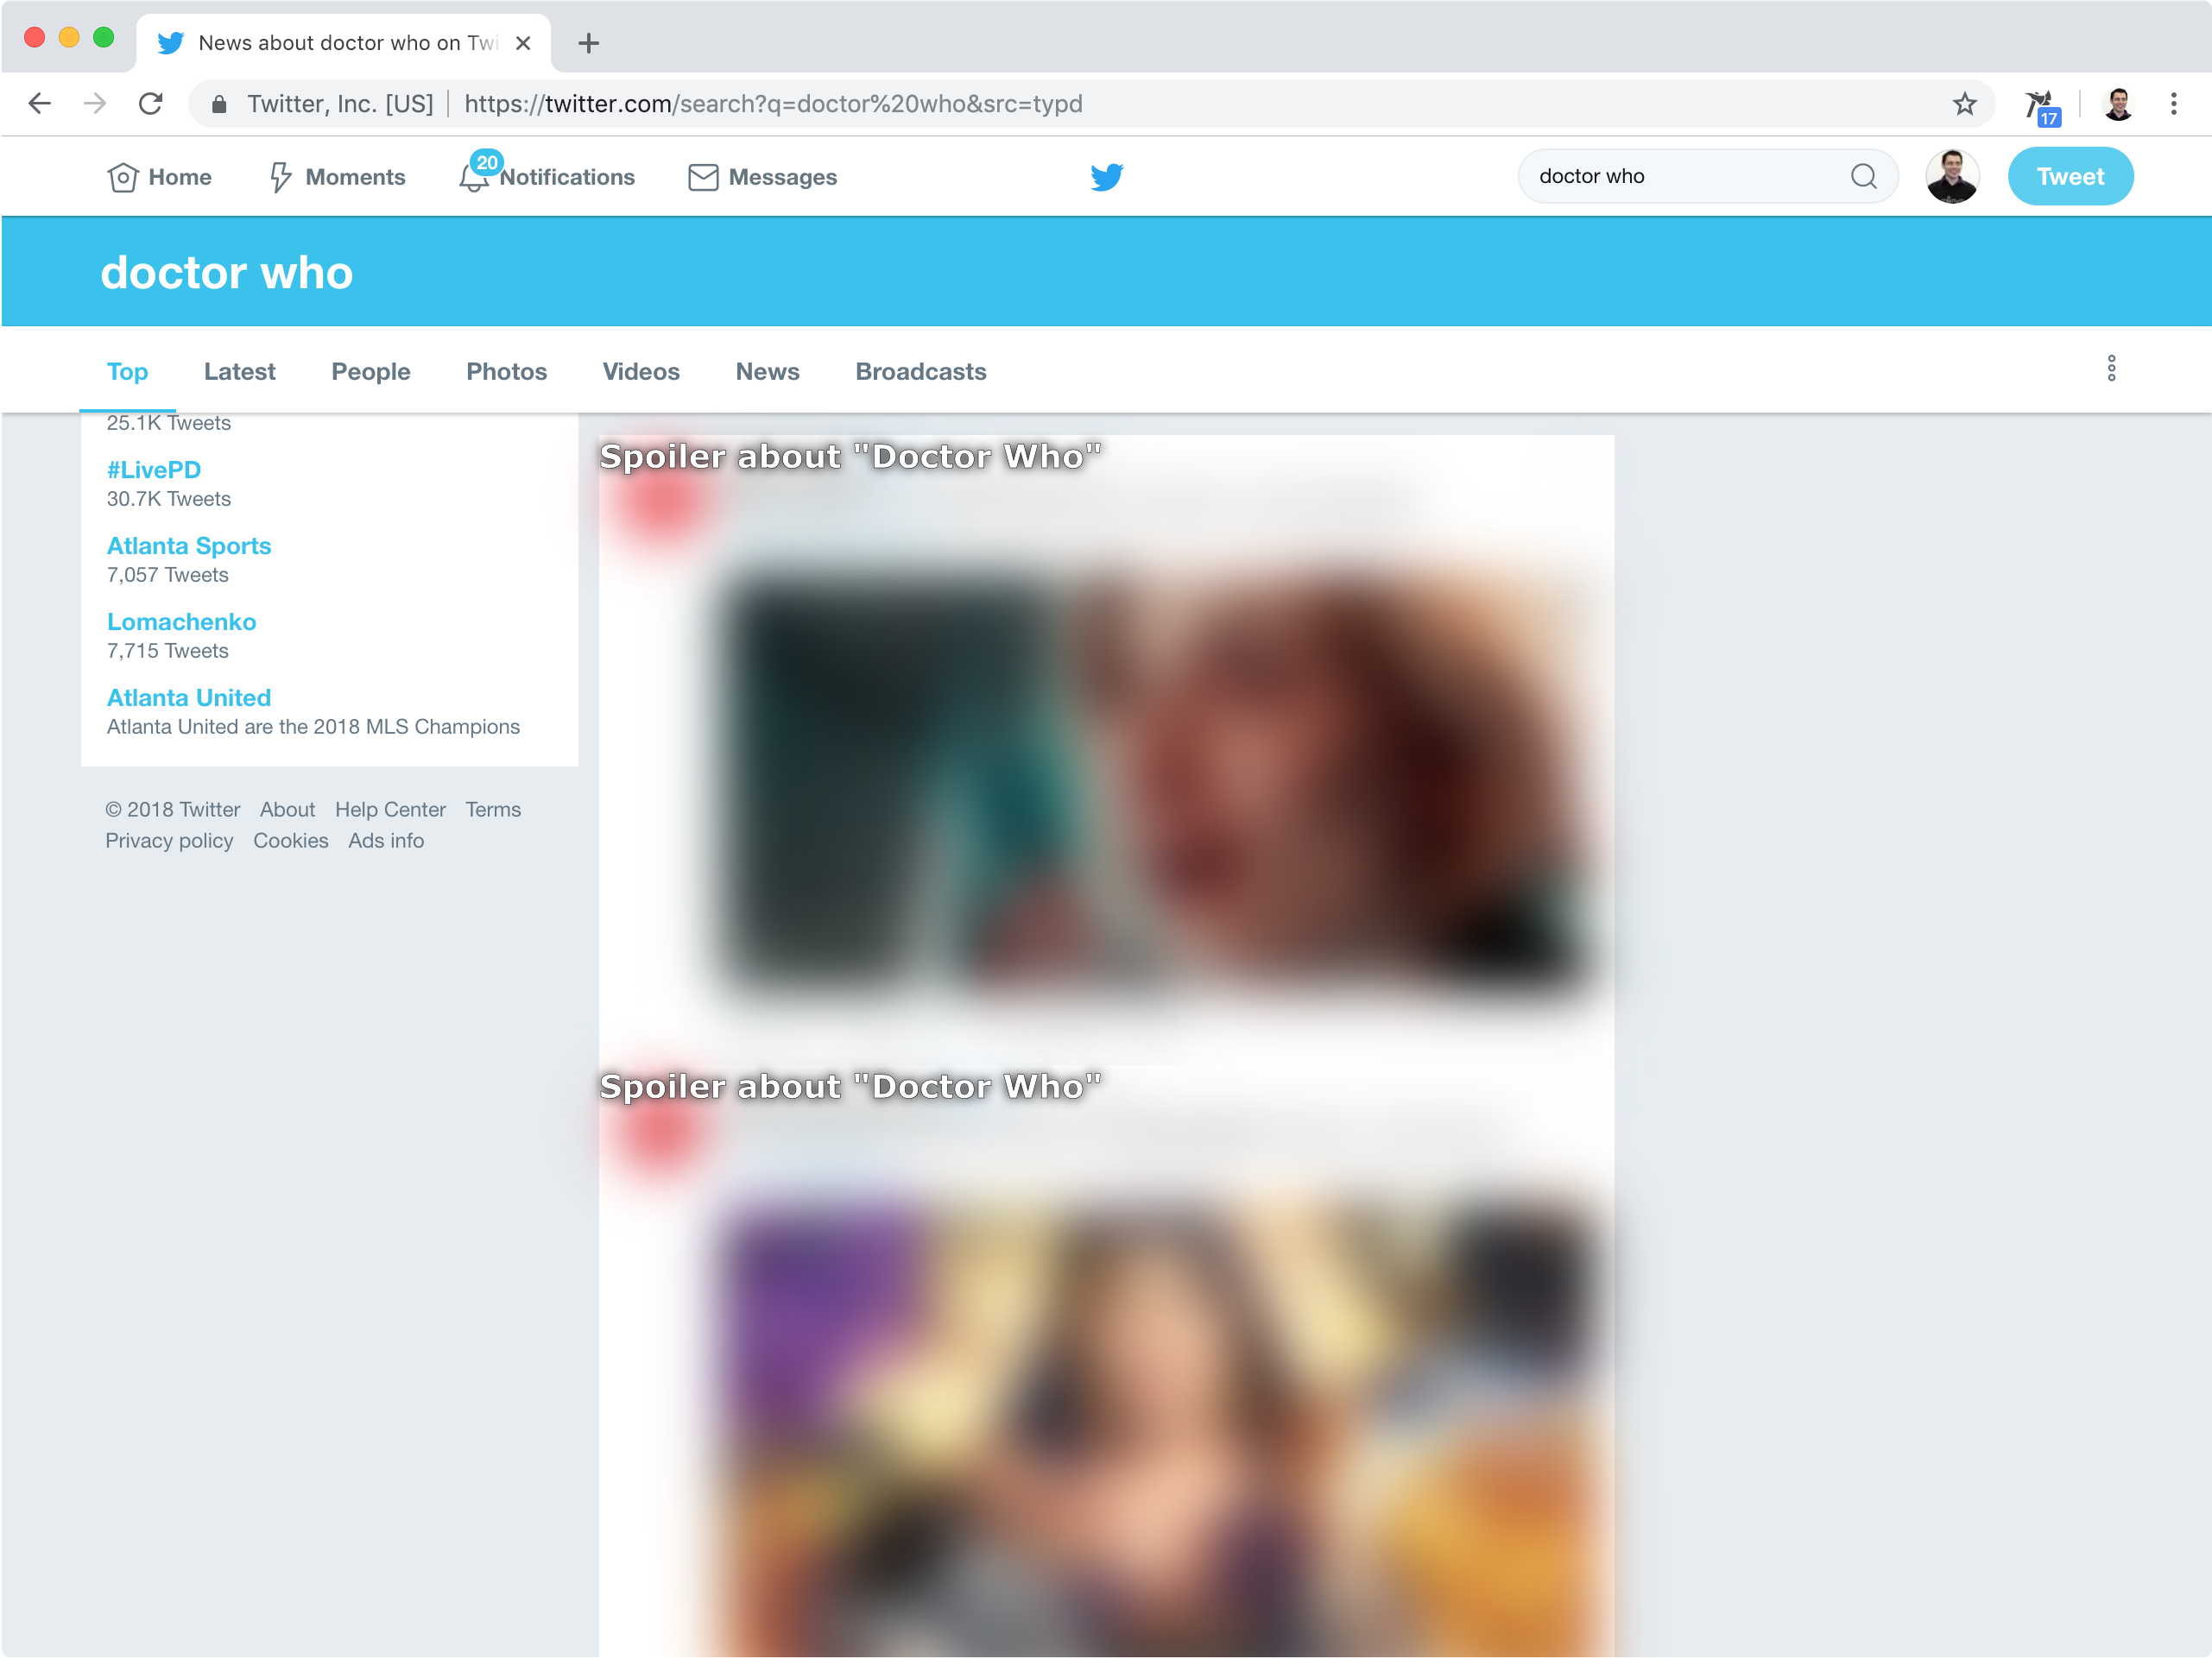 News about doctor who on Twi
Twitter, Inc. [US] https://twitter.com/search?q=doctor%20who&src=typd
17
Home
Moments
20
Notifications
Messages
doctor who
Tweet
doctor who
Top Latest People Photos Videos News Broadcasts
25.1K Tweets
#LivePD
30.7K Tweets
Atlanta Sports
7,057 Tweets
Lomachenko
7,715 Tweets
Atlanta United
Atlanta United are the 2018 MLS Champions
© 2018 Twitter About Help Center Terms
Privacy policy Cookies Ads info
Spoiler about "Doctor Who"
Spoiler about "Doctor Who"